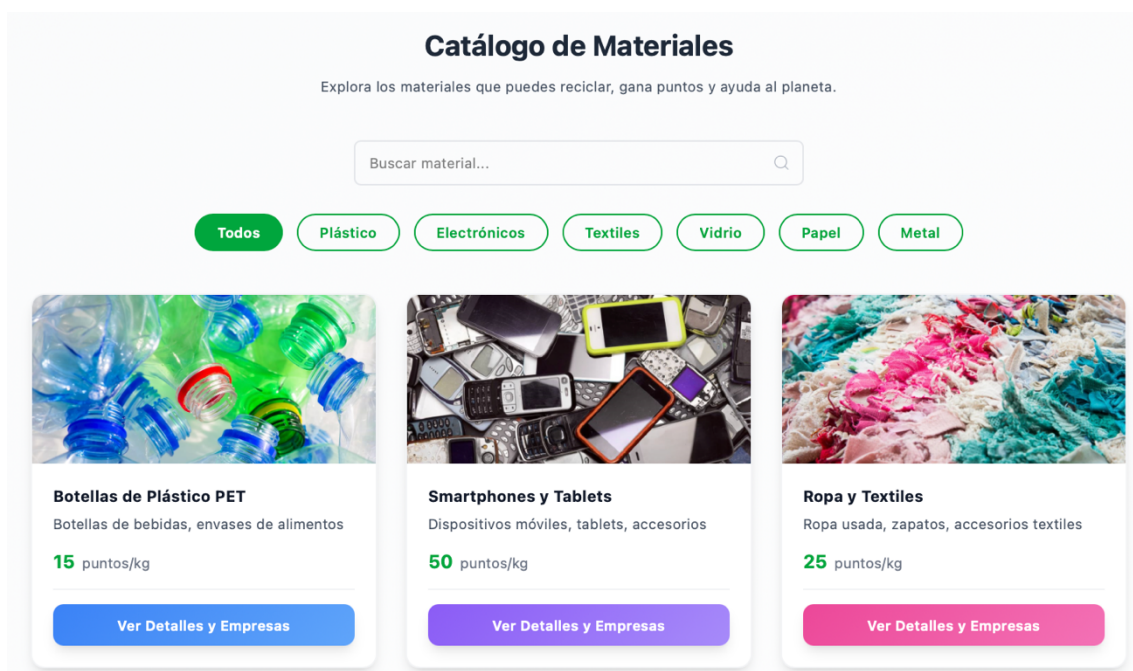 Catálogo de Materiales
Explora los materiales que puedes reciclar, gana puntos y ayuda al planeta.
Buscar material...
Todos
Plástico
Electrónicos
Textiles
Vidrio
Papel
Metal
Botellas de Plástico PET
Botellas de bebidas, envases de alimentos
15 puntos/kg
Ver Detalles y Empresas
Smartphones y Tablets
Dispositivos móviles, tablets, accesorios
50 puntos/kg
Ver Detalles y Empresas
Ropa y Textiles
Ropa usada, zapatos, accesorios textiles
25 puntos/kg
Ver Detalles y Empresas